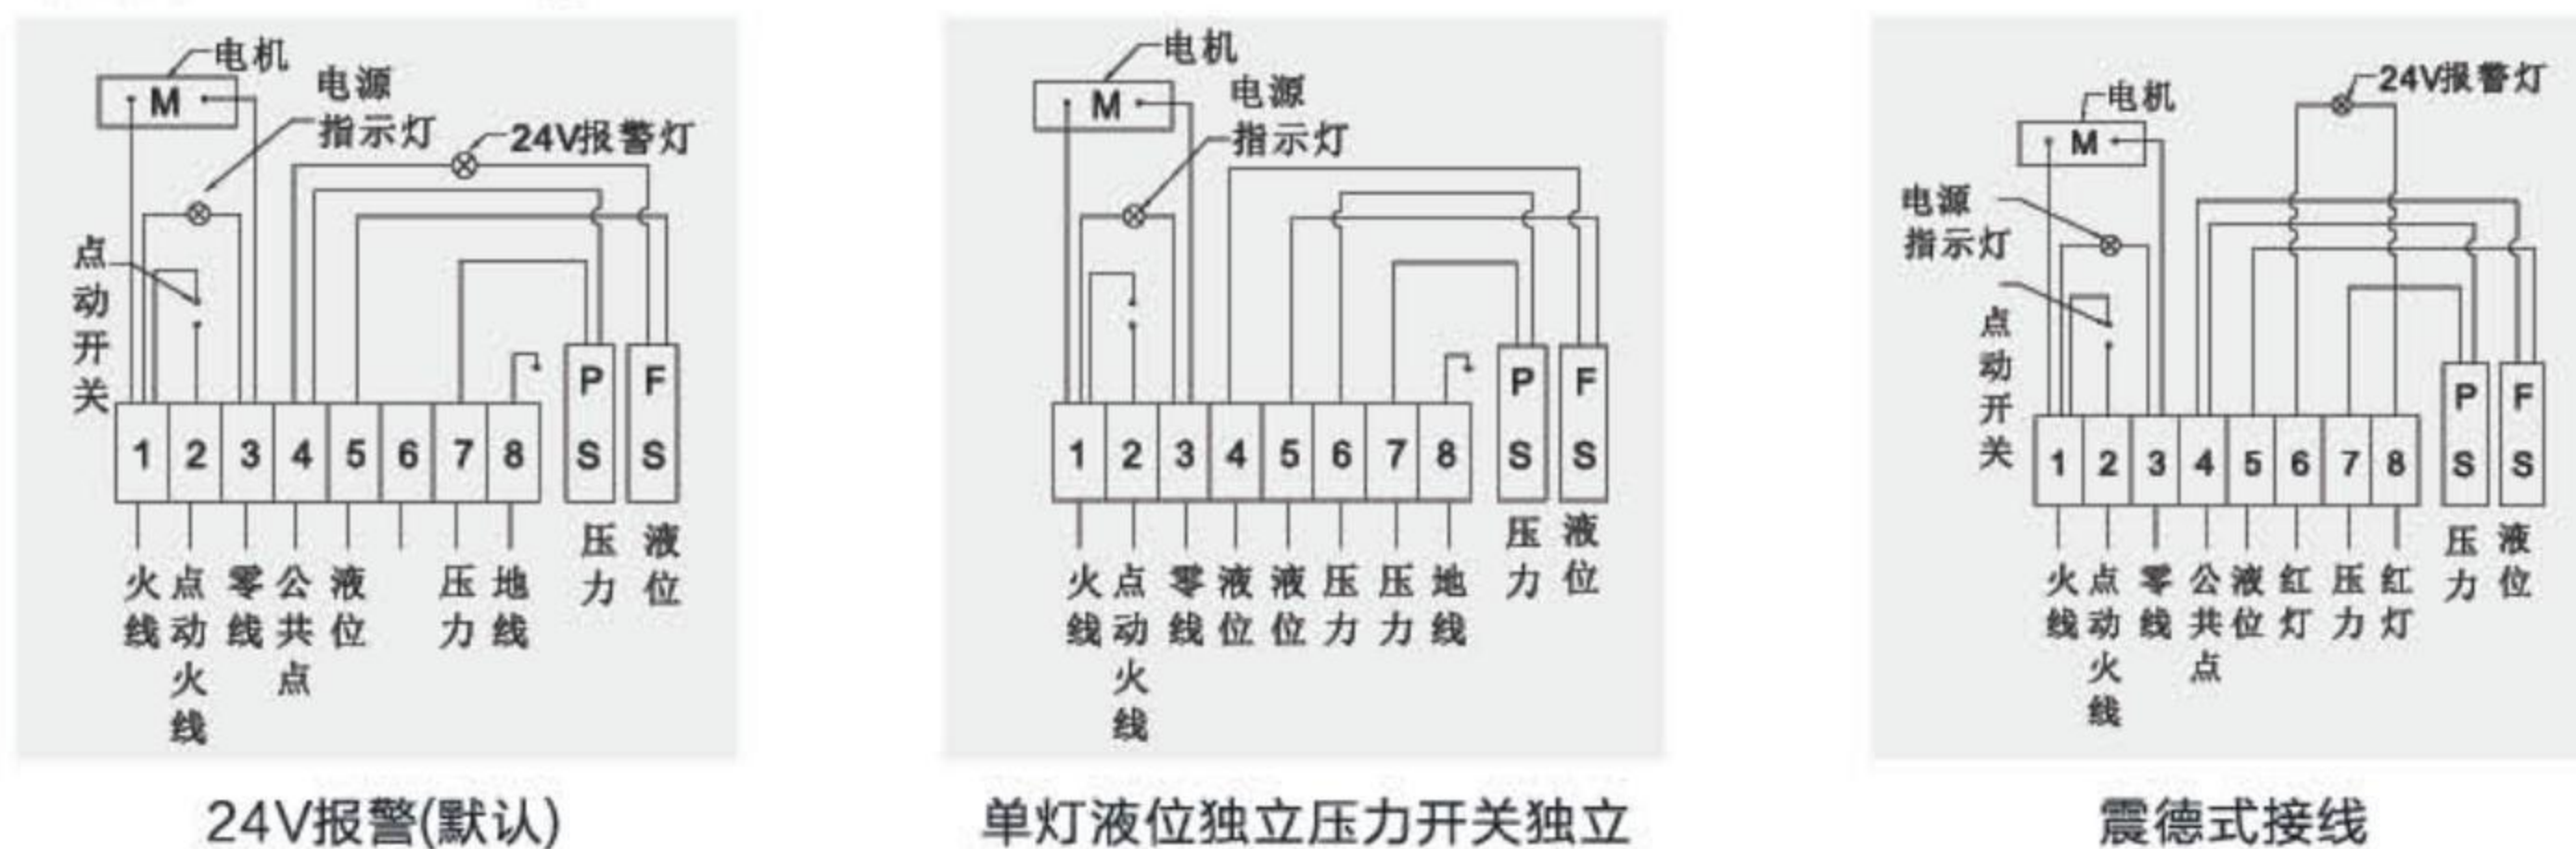 电机
M
电源
指示灯
24V报警灯
点动开关
P S
F S
1 2 3 4 5 6 7 8
火线
点动火线
零线
公共点
液位
压力
地线
压力
液位
24V报警(默认)
电机
M
电源
指示灯
P S
F S
1 2 3 4 5 6 7 8
火线
点动火线
零线
液位
液位
压力
压力
地线
压力
液位
单灯液位独立压力开关独立
24V报警灯
电机
M
电源
指示灯
点动开关
P S
F S
1 2 3 4 5 6 7 8
火线
点动火线
零线
公共点
液位
红灯
压力
红灯
压力
液位
震德式接线